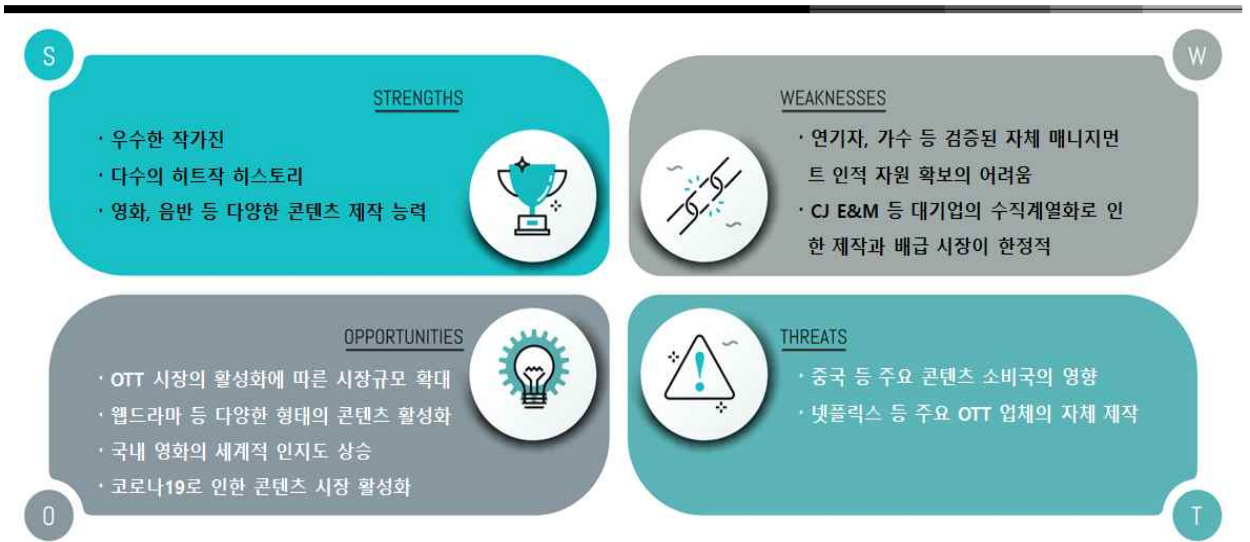 S
STRENGTHS
· 우수한 작가진
· 다수의 히트작 히스토리
· 영화, 음반 등 다양한 콘텐츠 제작 능력
W
WEAKNESSES
· 연기자, 가수 등 검증된 자체 매니지먼
트 인적 자원 확보의 어려움
· CJ E&M 등 대기업의 수직계열화로 인
한 제작과 배급 시장이 한정적
OPPORTUNITIES
· OTT 시장의 활성화에 따른 시장규모 확대
· 웹드라마 등 다양한 형태의 콘텐츠 활성화
· 국내 영화의 세계적 인지도 상승
· 코로나19로 인한 콘텐츠 시장 활성화
O
THREATS
· 중국 등 주요 콘텐츠 소비국의 영향
· 넷플릭스 등 주요 OTT 업체의 자체 제작
T